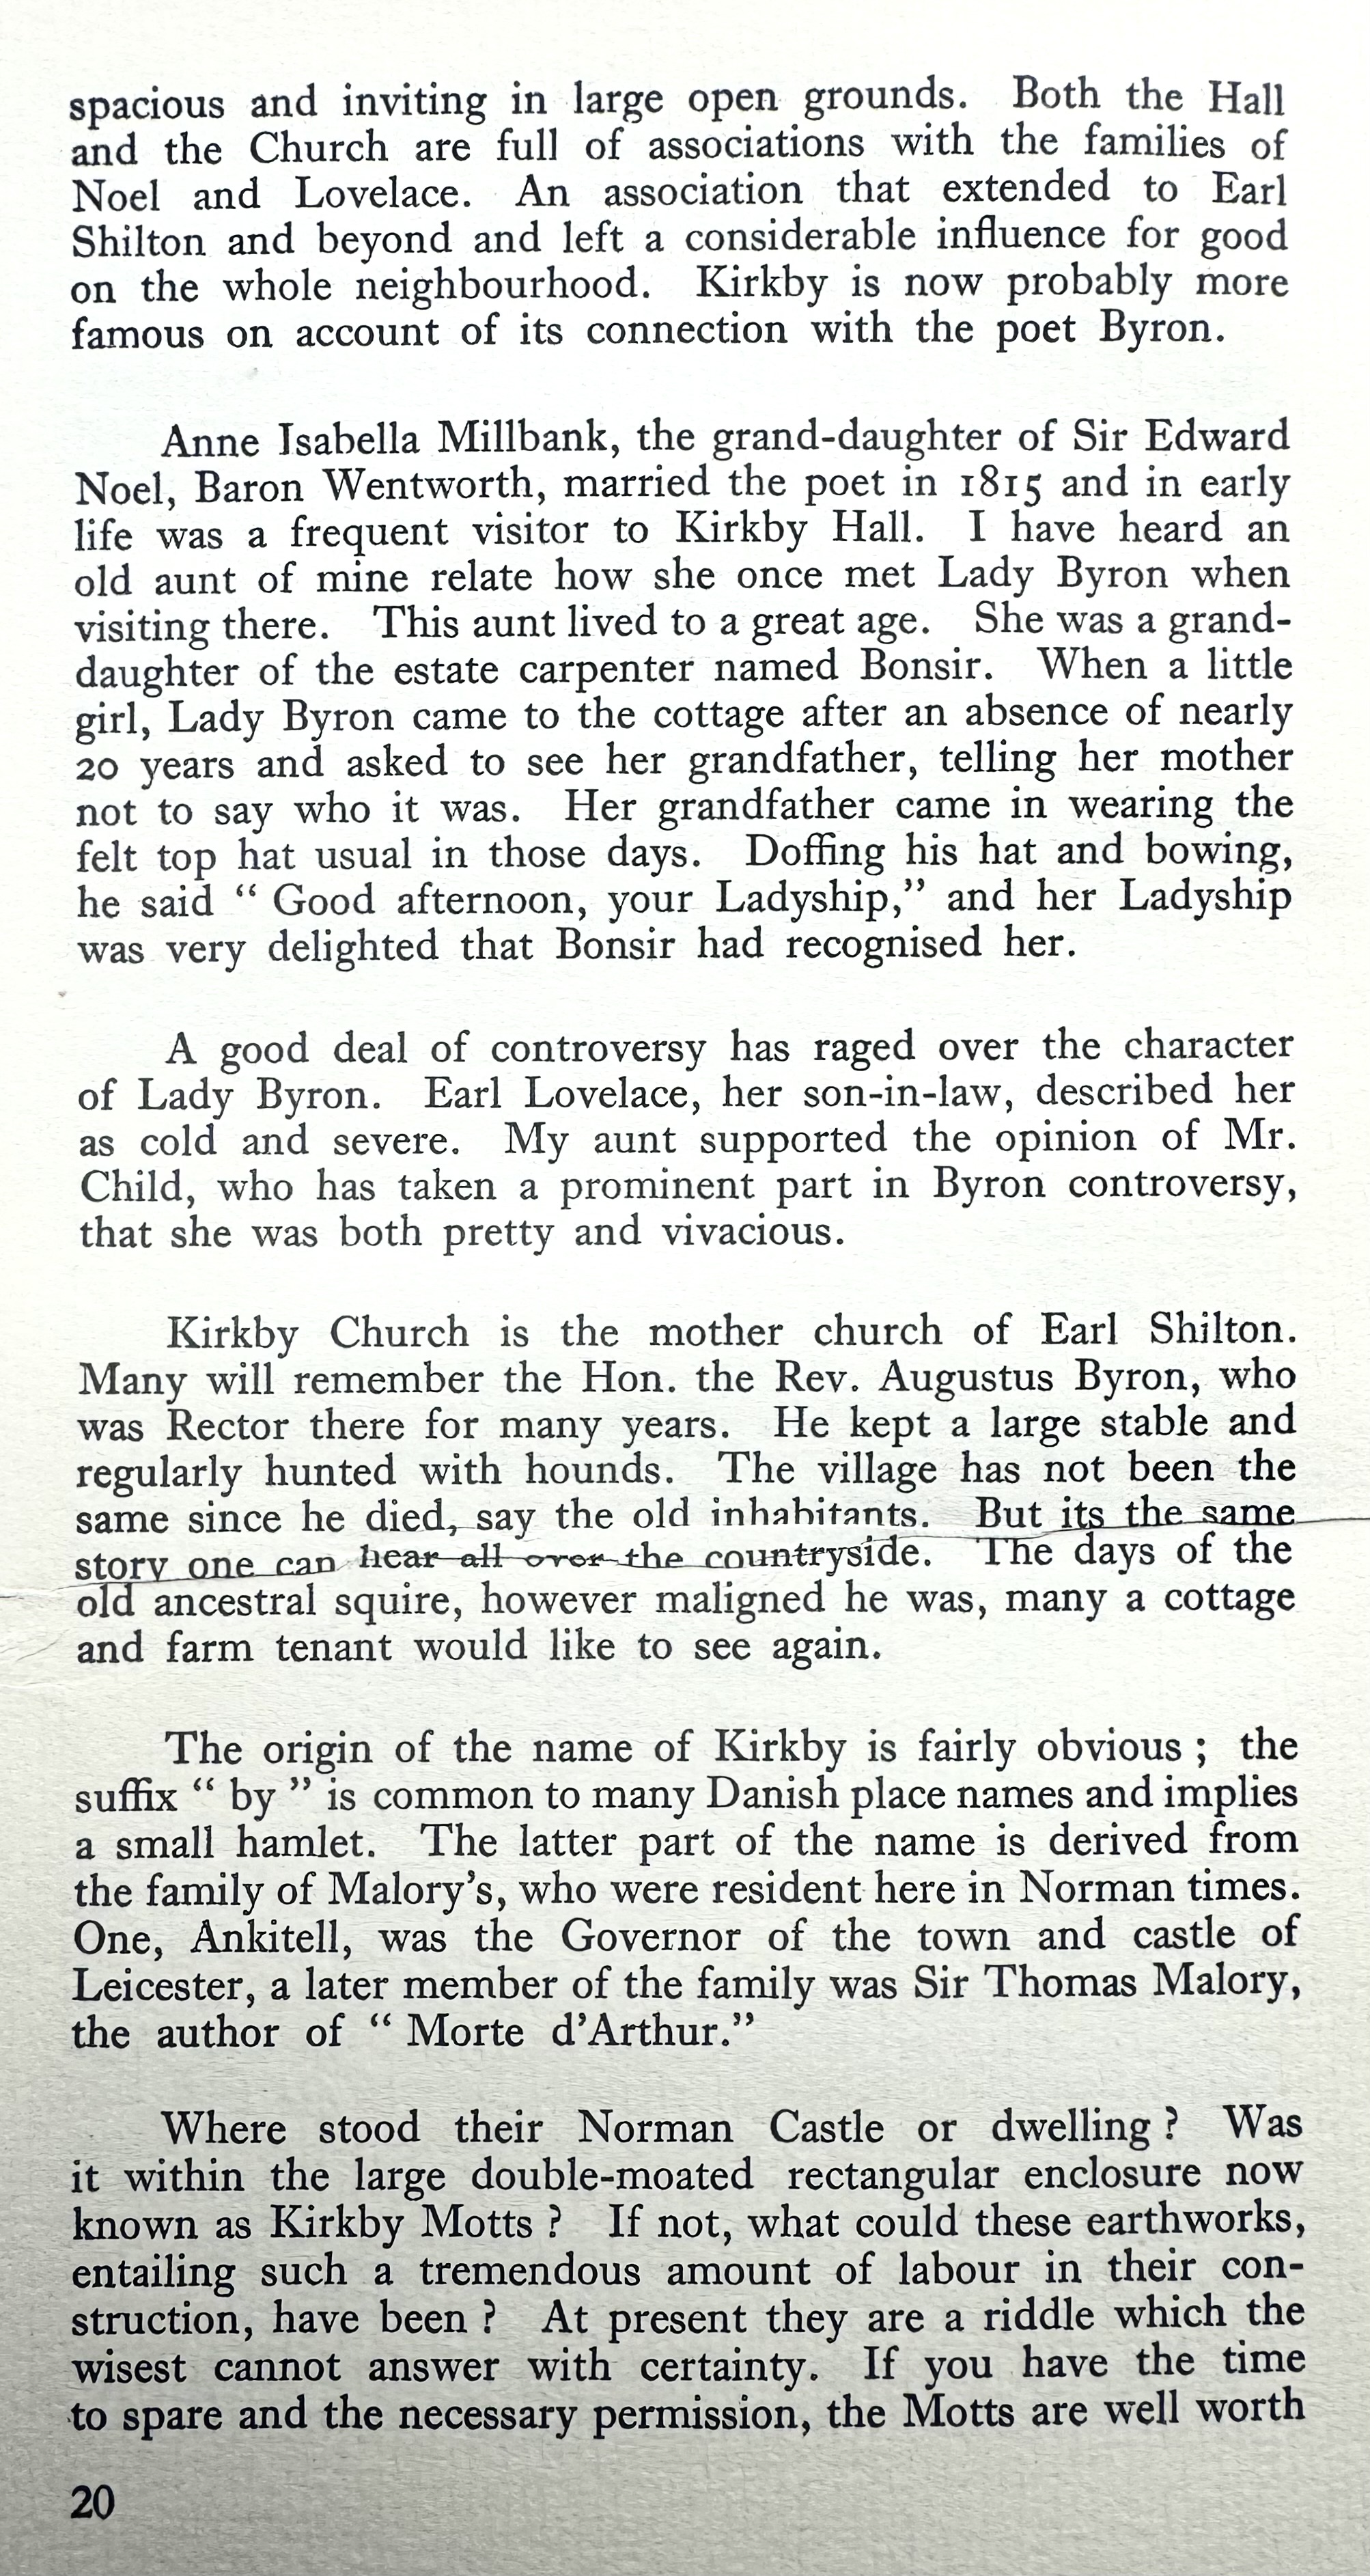 spacious and inviting in large open grounds. Both the Hall
and the Church are full of associations with the families of
Noel and Lovelace. An association that extended to Earl
Shilton and beyond and left a considerable influence for good
on the whole neighbourhood. Kirkby is now probably more
famous on account of its connection with the poet Byron.
Anne Isabella Millbank, the grand-daughter of Sir Edward
Noel, Baron Wentworth, married the poet in 1815 and in early
life was a frequent visitor to Kirkby Hall. I have heard an
old aunt of mine relate how she once met Lady Byron when
visiting there. This aunt lived to a great age. She was a grand-
daughter of the estate carpenter named Bonsir. When a little
girl, Lady Byron came to the cottage after an absence of nearly
20 years and asked to see her grandfather, telling her mother
not to say who it was. Her grandfather came in wearing the
felt top hat usual in those days. Doffing his hat and bowing,
he said “ Good afternoon, your Ladyship,” and her Ladyship
was very delighted that Bonsir had recognised her.
A good deal of controversy has raged over the character
of Lady Byron. Earl Lovelace, her son-in-law, described her
as cold and severe. My aunt supported the opinion of Mr.
Child, who has taken a prominent part in Byron controversy,
that she was both pretty and vivacious.
Kirkby Church is the mother church of Earl Shilton.
Many will remember the Hon. the Rev. Augustus Byron, who
was Rector there for many years. He kept a large stable and
regularly hunted with hounds. The village has not been the
same since he died, say the old inhabitants. But its the same
story one can hear all over the countryside. The days of the
old ancestral squire, however maligned he was, many a cottage
and farm tenant would like to see again.
The origin of the name of Kirkby is fairly obvious ; the
suffix “ by ” is common to many Danish place names and implies
a small hamlet. The latter part of the name is derived from
the family of Malory’s, who were resident here in Norman times.
One, Ankitell, was the Governor of the town and castle of
Leicester, a later member of the family was Sir Thomas Malory,
the author of “ Morte d’Arthur.”
Where stood their Norman Castle or dwelling ? Was
it within the large double-moated rectangular enclosure now
known as Kirkby Motts ? If not, what could these earthworks,
entailing such a tremendous amount of labour in their con-
struction, have been ? At present they are a riddle which the
wisest cannot answer with certainty. If you have the time
to spare and the necessary permission, the Motts are well worth
20